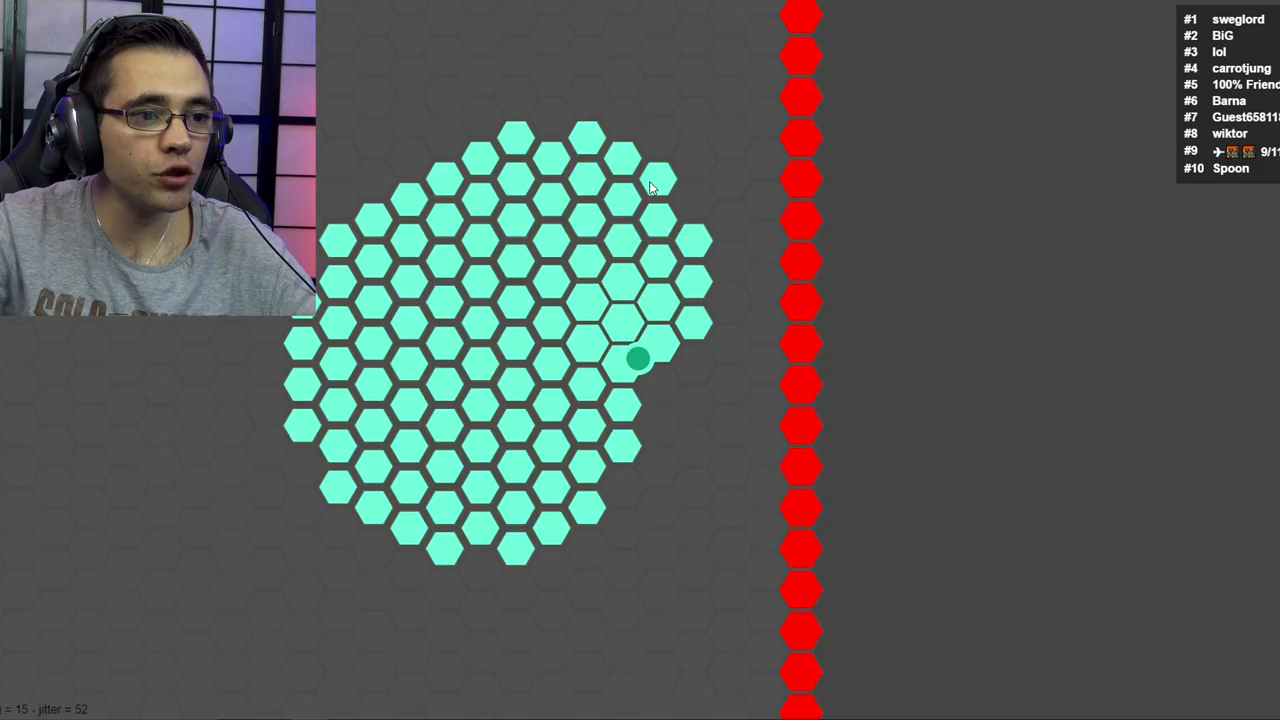 #1 sweglord
#2 BiG
#3 lol
#4 carrotjung
#5 100% Friend
#6 Barna
#7 Guest65811
#8 wiktor
#9 ✈ 9/11
#10 Spoon
= 15 - jitter = 52